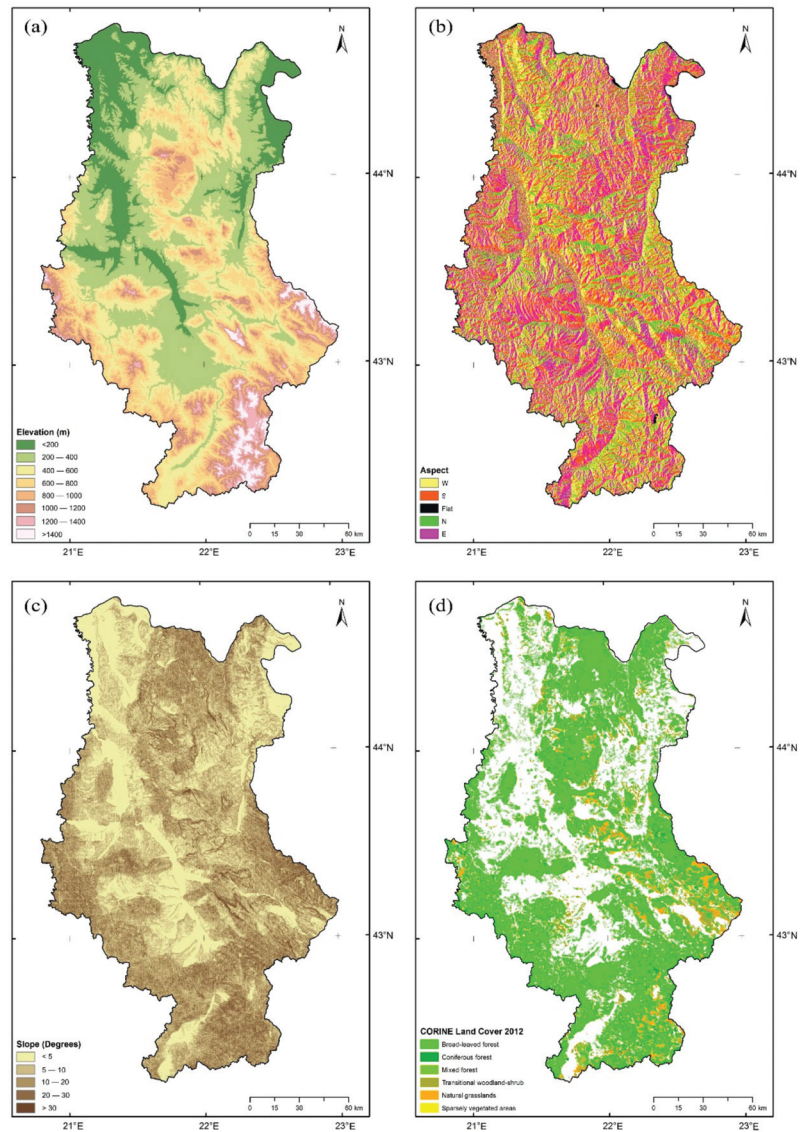 (a)
N
44°N
43°N
Elevation (m)
<200
200 — 400
400 — 600
600 — 800
800 — 1000
1000 — 1200
1200 — 1400
>1400
0 15 30 60 km
21°E 22°E 23°E
(b)
N
44°N
43°N
Aspect
W
Flat
N
E
0 15 30 60 km
21°E 22°E 23°E
(c)
N
44°N
43°N
Slope (Degrees)
< 5
5 — 10
10 — 20
20 — 30
> 30
0 15 30 60 km
21°E 22°E 23°E
(d)
N
44°N
43°N
CORINE Land Cover 2012
Broad-leaved forest
Coniferous forest
Mixed forest
Transitional woodland-shrub
Natural grasslands
Sparsely vegetated areas
0 15 30 60 km
21°E 22°E 23°E